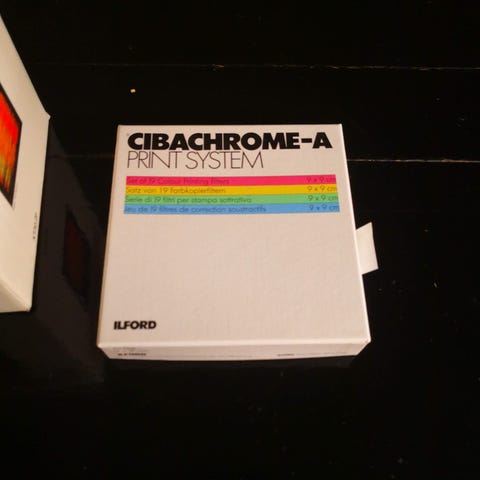 CIBACHROME-A
PRINT SYSTEM
Set of 19 Colour Printing Filters 9 x 9 cm
Satz von 19 Farbkopierfiltern 9 x 9 cm
Serie di 19 filtri per stampa sottrattiva 9 x 9 cm
Jeu de 19 filtres de correction soustractifs 9 x 9 cm
ILFORD